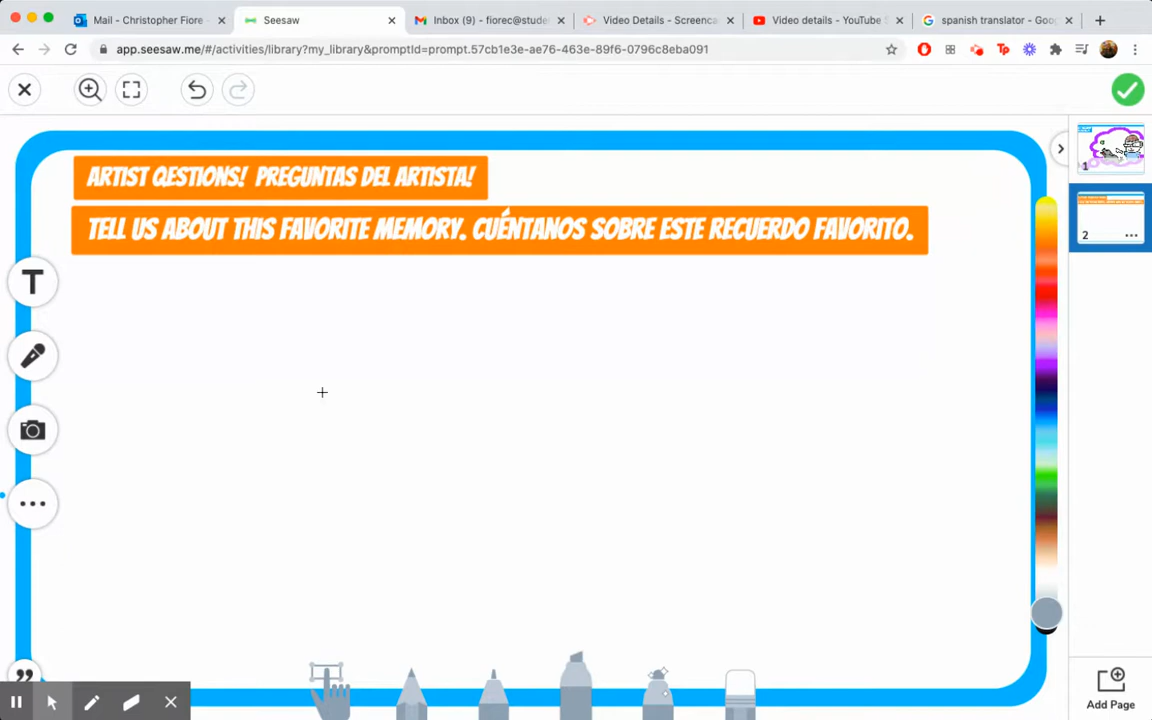 Mail - Christopher Fiore -
Seesaw
Inbox (9) - fiorec@stude
Video Details - Screenca
Video details - YouTube S
spanish translator - Goo
app.seesaw.me/#/activities/library?my_library&promptId=prompt.57cb1e3e-ae76-463e-89f6-0796c8eba091
ARTIST QESTIONS! PREGUNTAS DEL ARTISTA!
TELL US ABOUT THIS FAVORITE MEMORY. CUÉNTANOS SOBRE ESTE RECUERDO FAVORITO.
T
1
2
Add Page